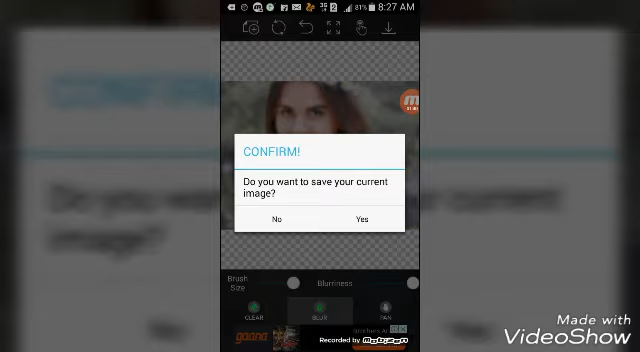 81% 8:27 AM
CONFIRM!
Do you want to save your current
image?
No Yes
Brush
Size
Blurriness
CLEAR BLUR PAN
gaana
Recorded by Mobizen
Made with
VideoShow